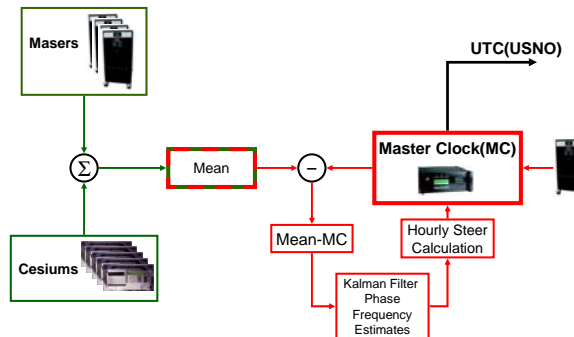 UTC(USNO)
Masers
Master Clock(MC)
Σ
Mean
−
Mean-MC
Hourly Steer
Calculation
Cesiums
Kalman Filter
Phase
Frequency
Estimates